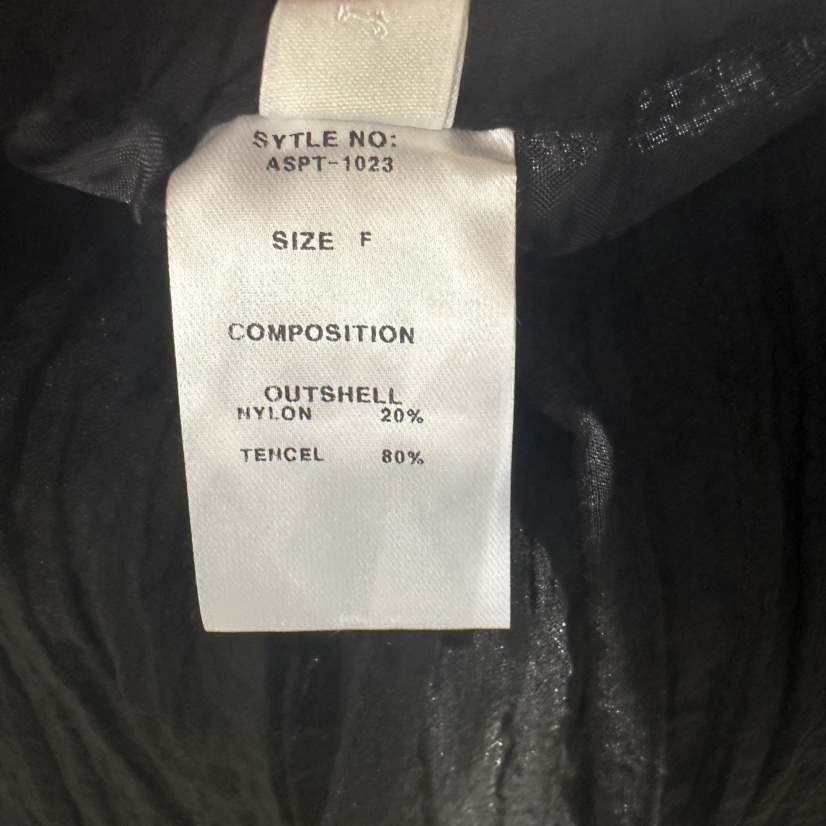 SYTLE NO:
ASPT-1023
SIZE F
COMPOSITION
OUTSHELL
NYLON 20%
TENCEL 80%